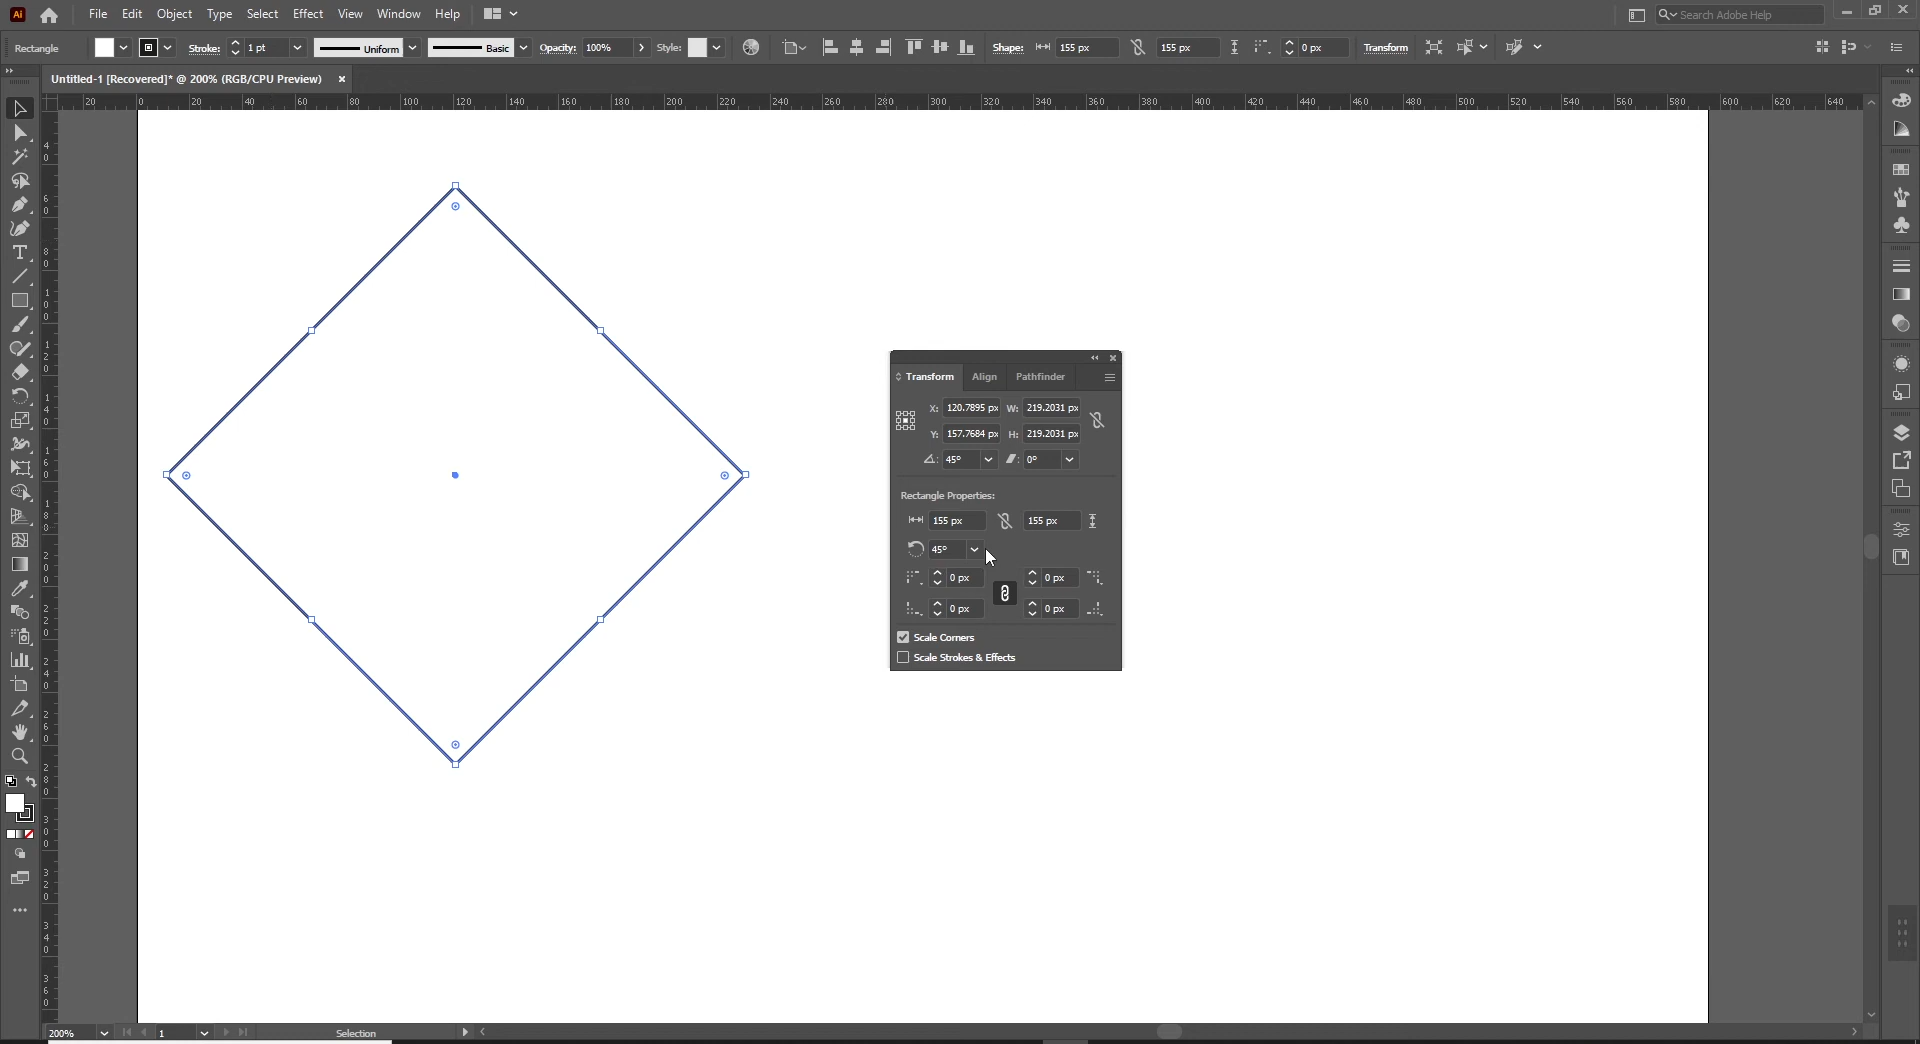 Ai File Edit Object Type Select Effect View Window Help Search Adobe Help
Rectangle Stroke: 1 pt Uniform Basic Opacity: 100% Style: Shape: 155 px 155 px 0 px Transform
Untitled-1 [Recovered]* @ 200% (RGB/CPU Preview) ×
20 0 20 40 60 80 100 120 140 160 180 200 220 240 260 280 300 320 340 360 380 400 420 440 460 480 500 520 540 560 580 600 620 640
40
60
80
100
120
140
160
180
200
220
240
260
280
300
320
340
360
Transform Align Pathfinder
X: 120.7895 px W: 219.2031 px
Y: 157.7684 px H: 219.2031 px
45° 0°
Rectangle Properties:
155 px 155 px
45°
0 px 0 px
0 px 0 px
Scale Corners
Scale Strokes & Effects
200% 1 Selection